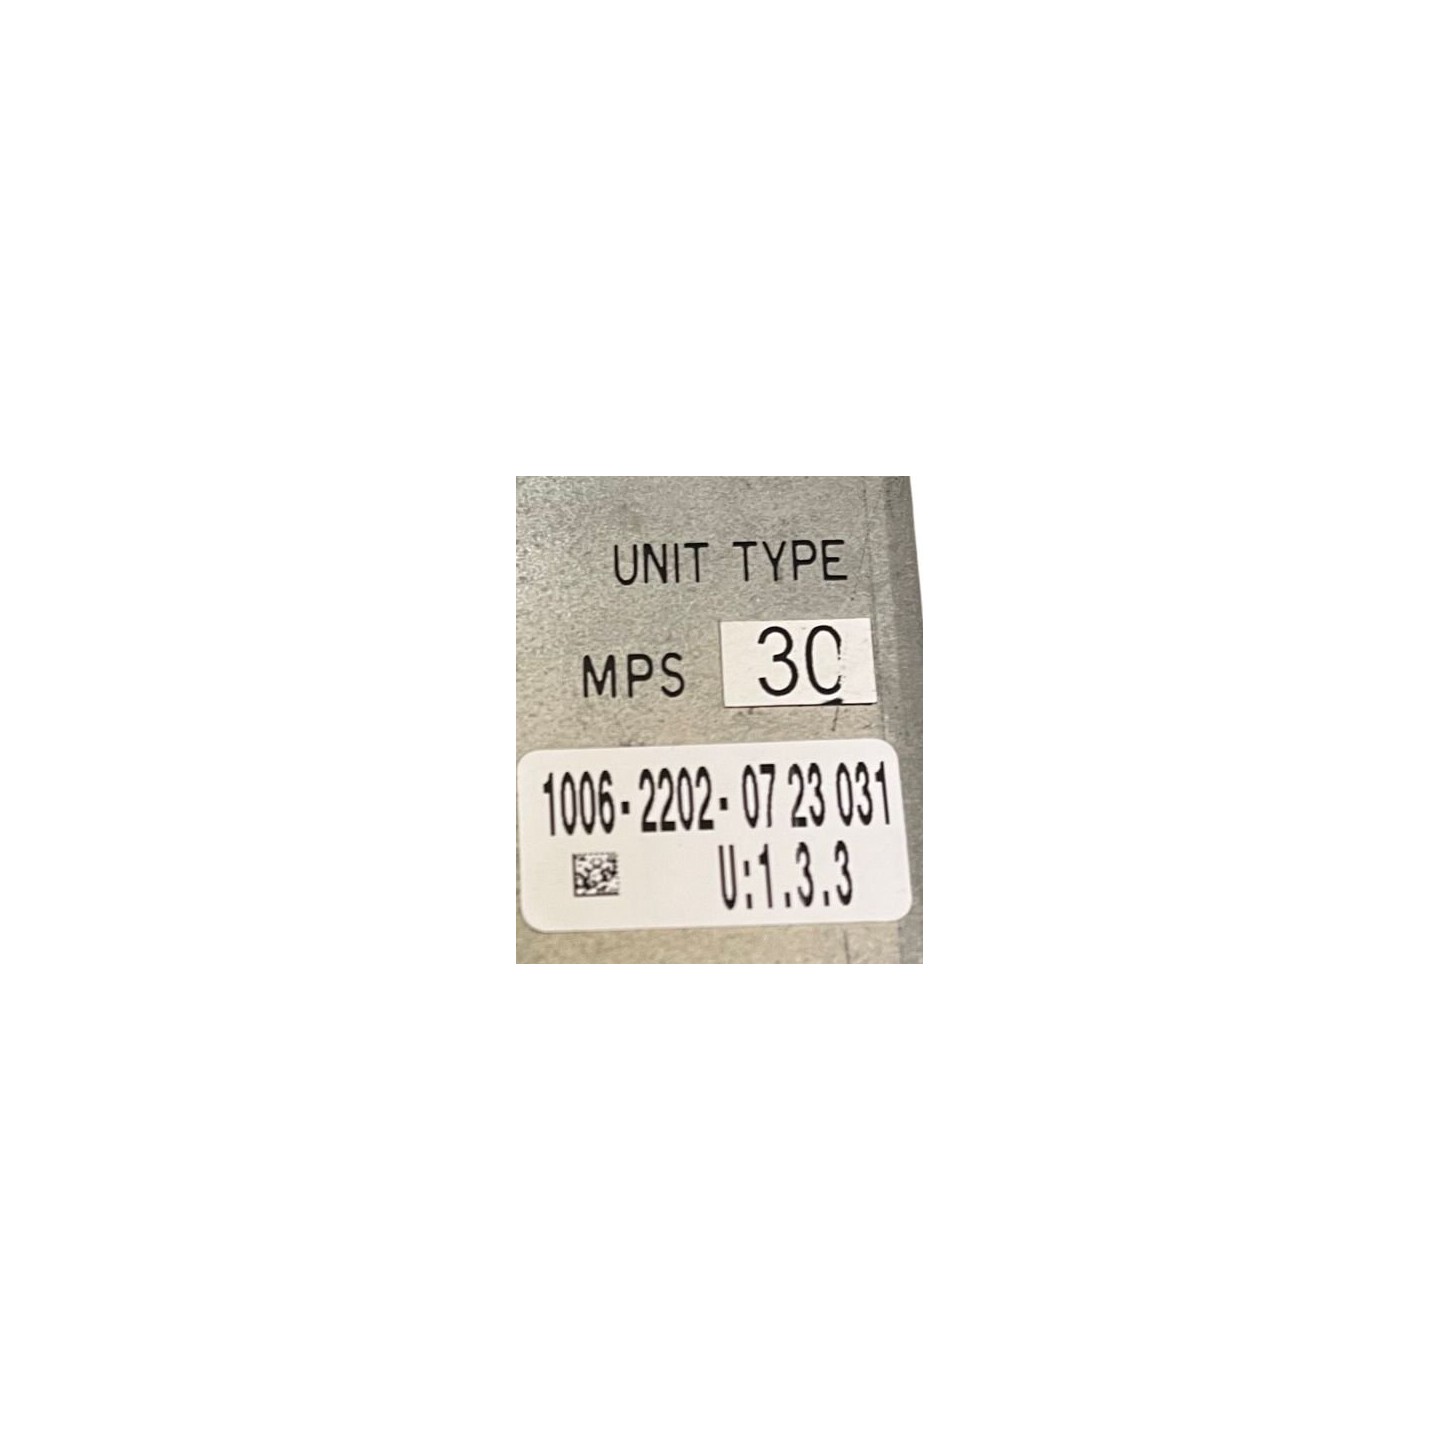 UNIT TYPE
MPS 30
1006-2202-07 23 031
U:1.3.3